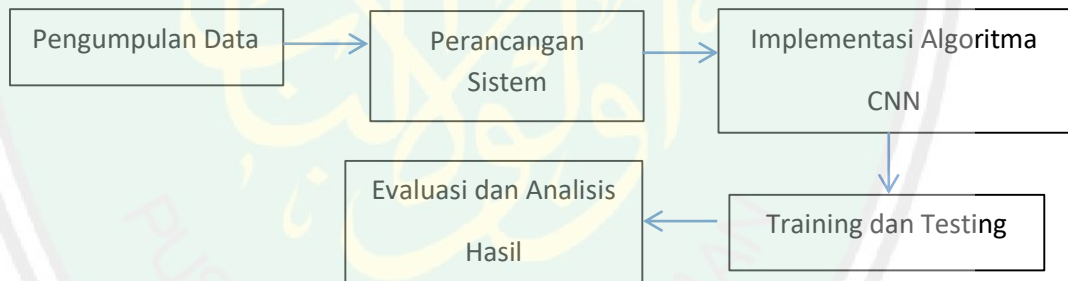 Pengumpulan Data
Perancangan
Sistem
Implementasi Algoritma
CNN
Training dan Testing
Evaluasi dan Analisis
Hasil